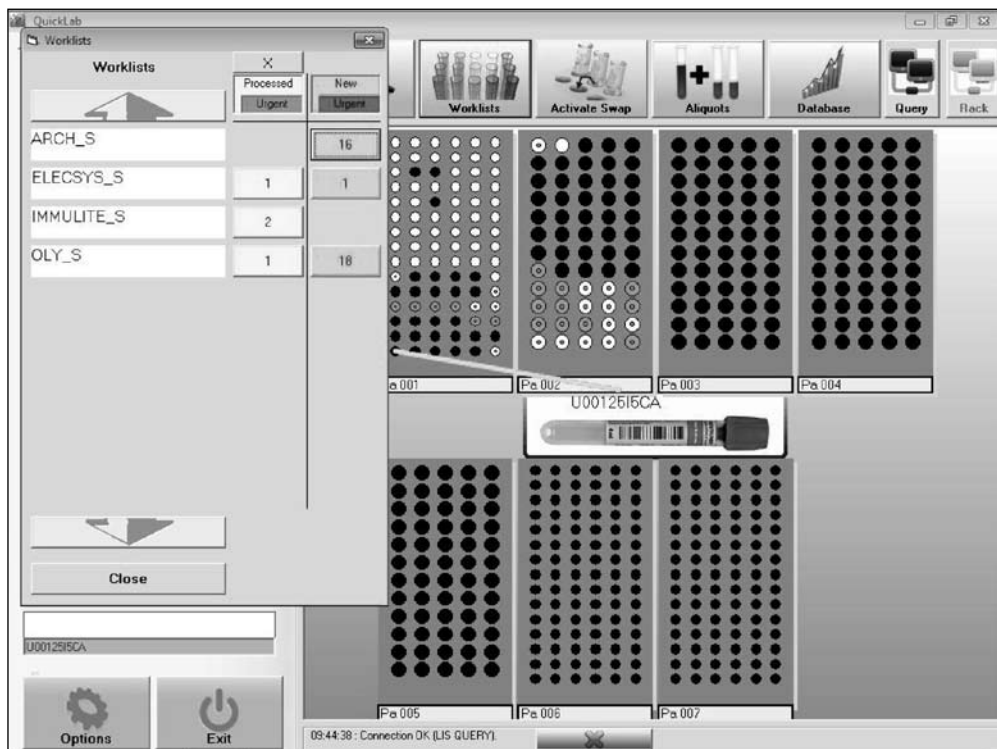 QuickLab
Worklists
Worklists
X
Processed
New
Urgent
Urgent
ARCH_S
16
ELECSYS_S
1
1
IMMULITE_S
2
OLY_S
1
18
Close
Worklists
Activate Swap
Aliquots
Database
Query
Rack
Pa 001
Pa 002
Pa 003
Pa 004
U00125I5CA
U00125I5CA
Options
Exit
Pa 005
Pa 006
Pa 007
09:44:38 : Connection OK (LIS QUERY).